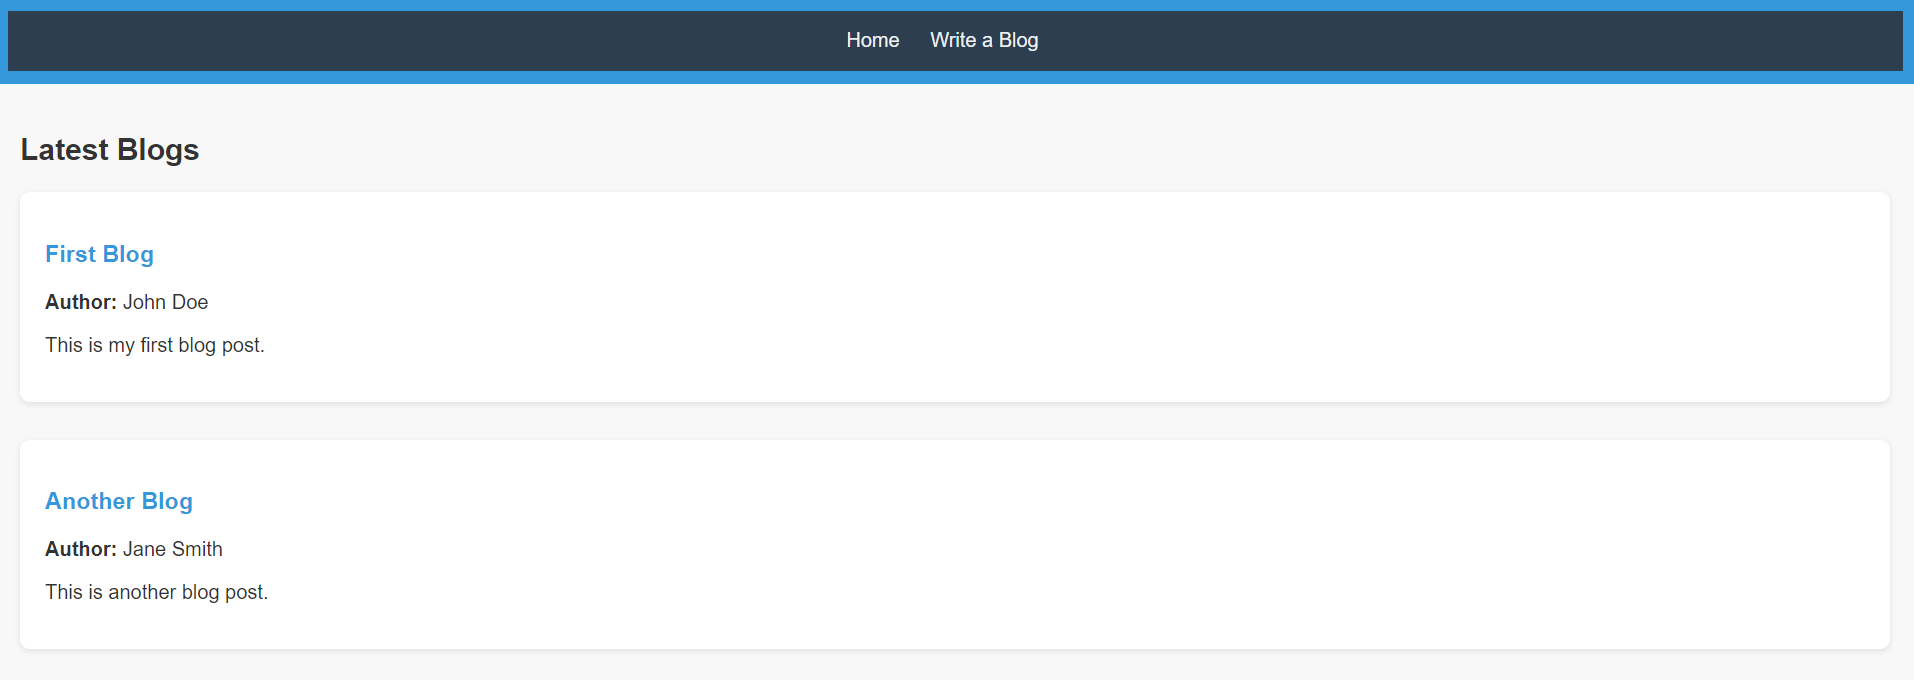 Home Write a Blog
Latest Blogs
First Blog
Author: John Doe
This is my first blog post.
Another Blog
Author: Jane Smith
This is another blog post.